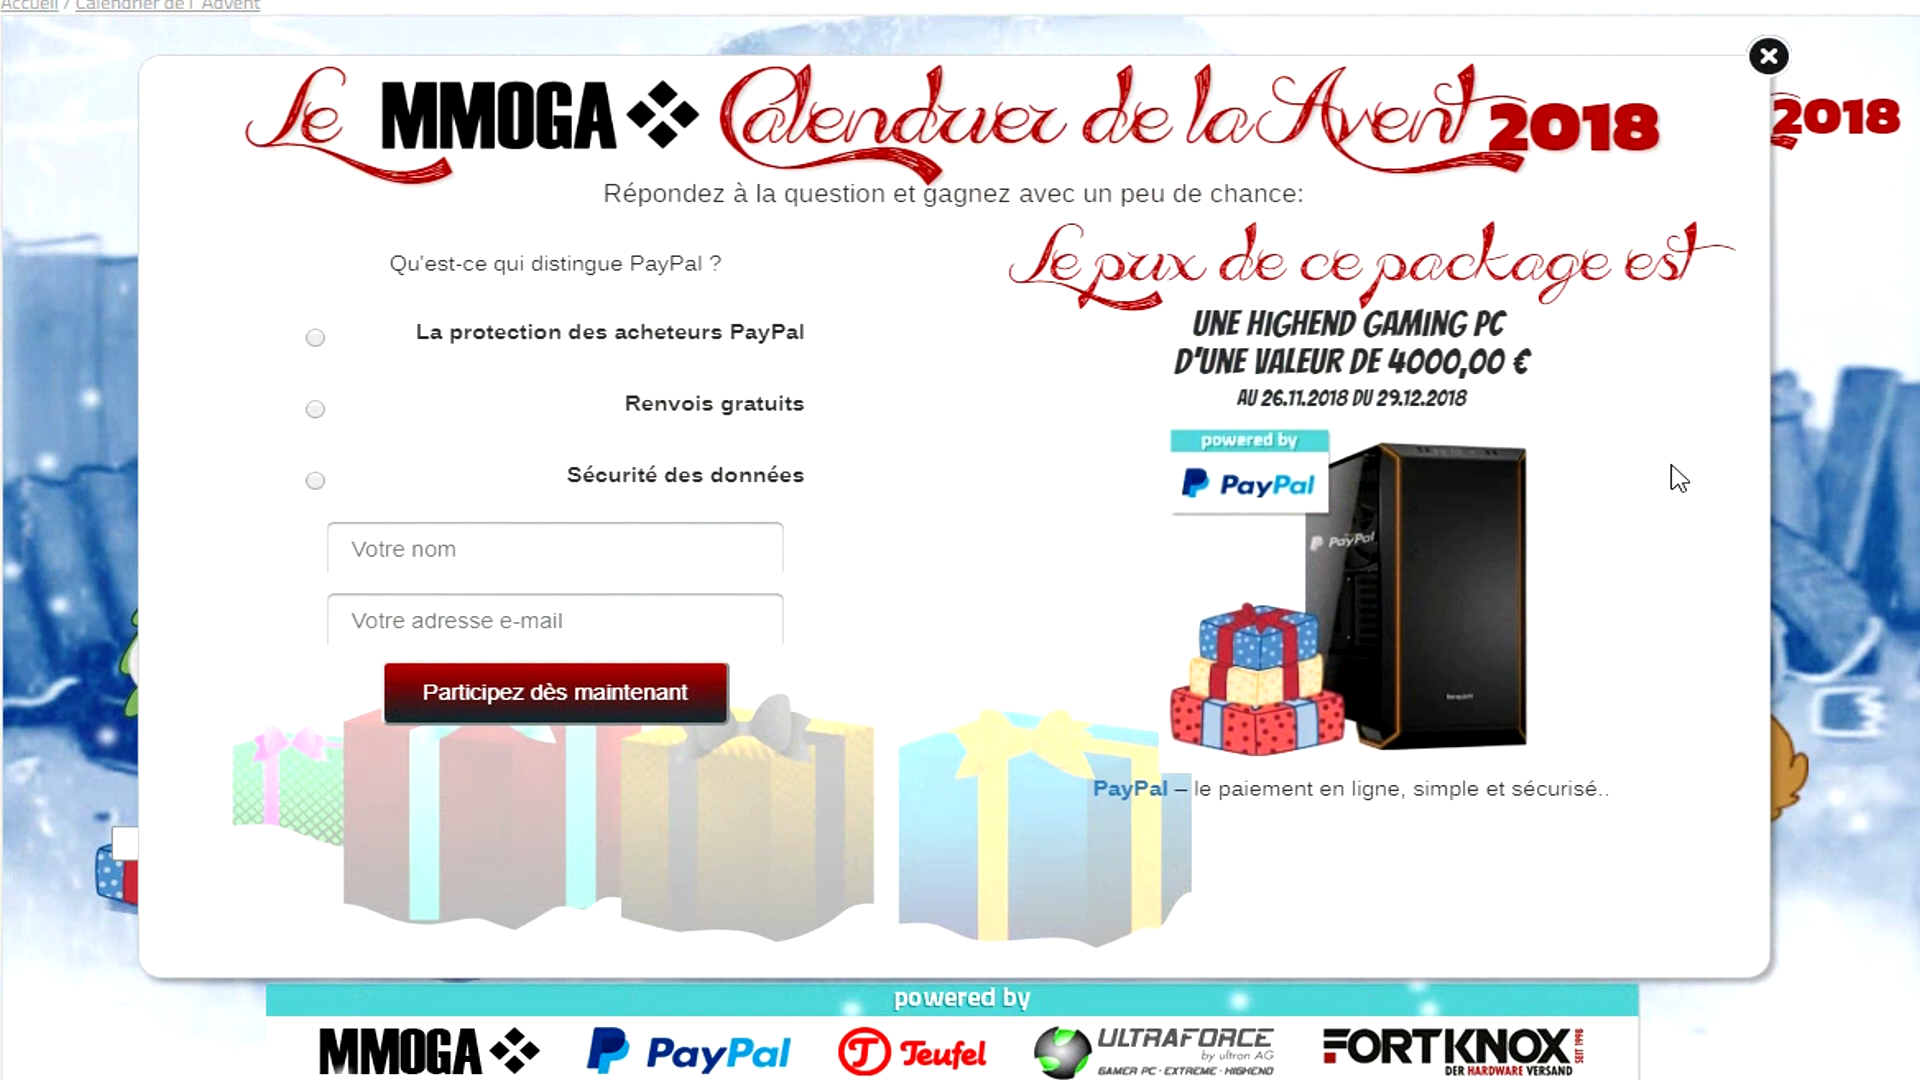 Accueil / Calendrier de l' Advent
Le MMOGA Calendrier de la Avent 2018
2018
Répondez à la question et gagnez avec un peu de chance:
Qu'est-ce qui distingue PayPal ?
La protection des acheteurs PayPal
Renvois gratuits
Sécurité des données
Votre nom
Votre adresse e-mail
Participez dès maintenant
Le prix de ce package est
UNE HIGHEND GAMING PC
D'UNE VALEUR DE 4000,00 €
AU 26.11.2018 DU 29.12.2018
powered by
PayPal
PayPal
be quiet!
PayPal – le paiement en ligne, simple et sécurisé..
powered by
MMOGA
PayPal
T Teufel
ULTRAFORCE
by ultron AG
GAMER PC · EXTREME · HIGHEND
FORTKNOX
SEIT 1998
DER HARDWARE VERSAND